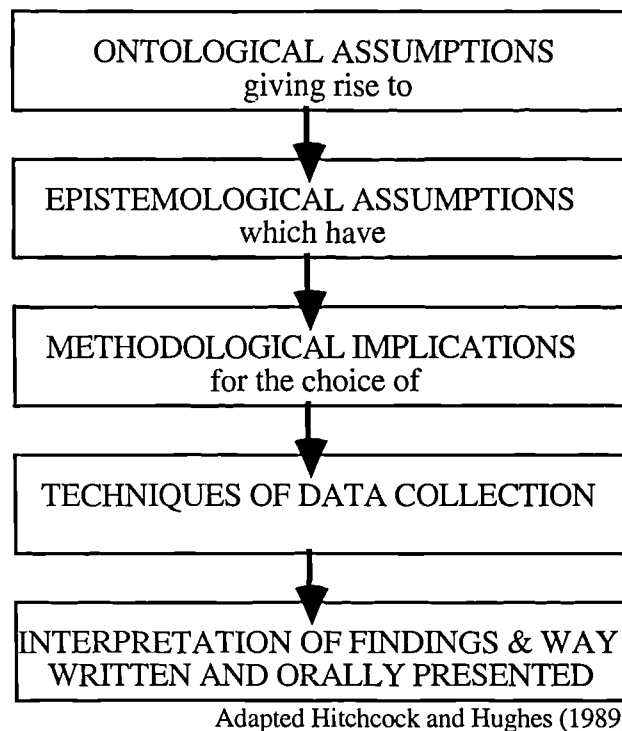 ONTOLOGICAL ASSUMPTIONS
giving rise to
EPISTEMOLOGICAL ASSUMPTIONS
which have
METHODOLOGICAL IMPLICATIONS
for the choice of
TECHNIQUES OF DATA COLLECTION
INTERPRETATION OF FINDINGS & WAY
WRITTEN AND ORALLY PRESENTED
Adapted Hitchcock and Hughes (1989